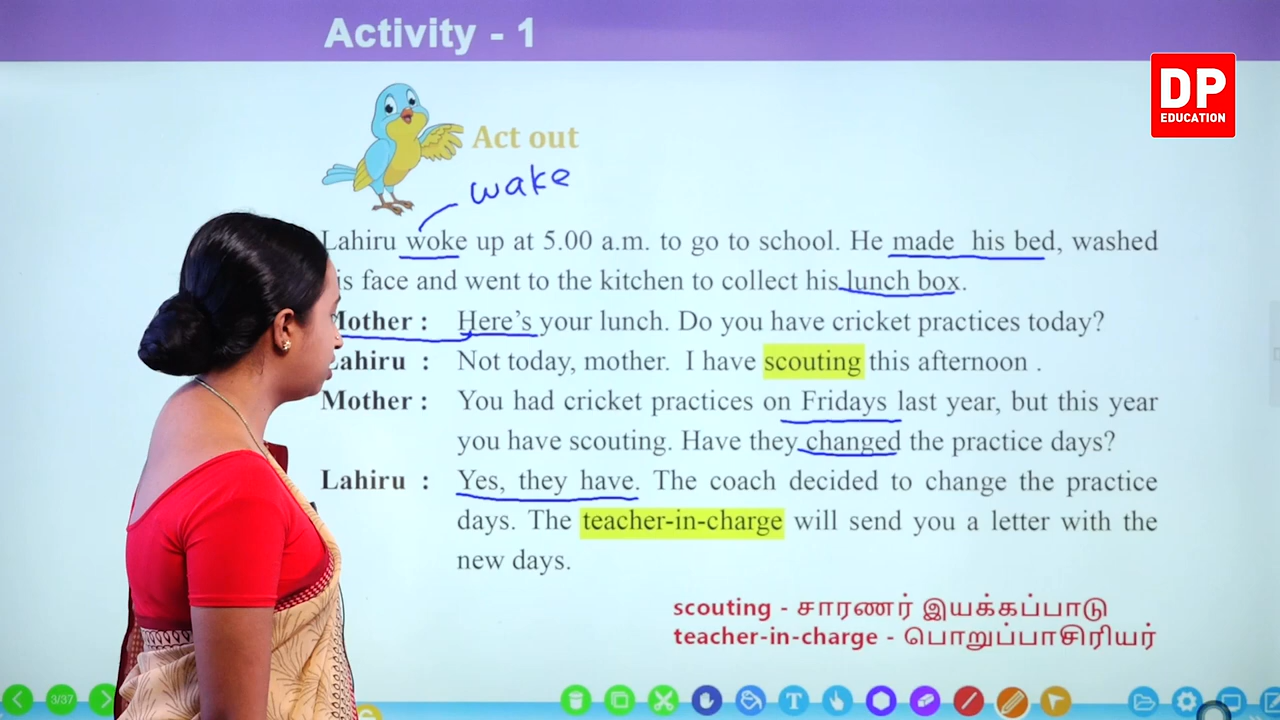 Activity - 1
DP
EDUCATION
Act out
wake
Lahiru woke up at 5.00 a.m. to go to school. He made his bed, washed
is face and went to the kitchen to collect his lunch box.
Mother : Here's your lunch. Do you have cricket practices today?
Lahiru : Not today, mother. I have scouting this afternoon .
Mother : You had cricket practices on Fridays last year, but this year
you have scouting. Have they changed the practice days?
Lahiru : Yes, they have. The coach decided to change the practice
days. The teacher-in-charge will send you a letter with the
new days.
scouting - சாரணர் இயக்கப்பாடு
teacher-in-charge - பொறுப்பாசிரியர்
3/37
T